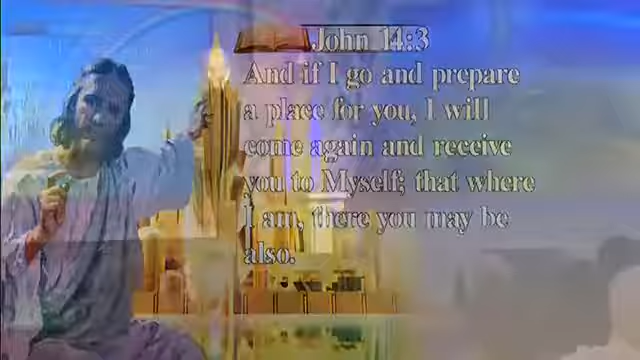 John 14:3
And if I go and prepare
a place for you, I will
come again and receive
you to Myself; that where
I am, there you may be
also.